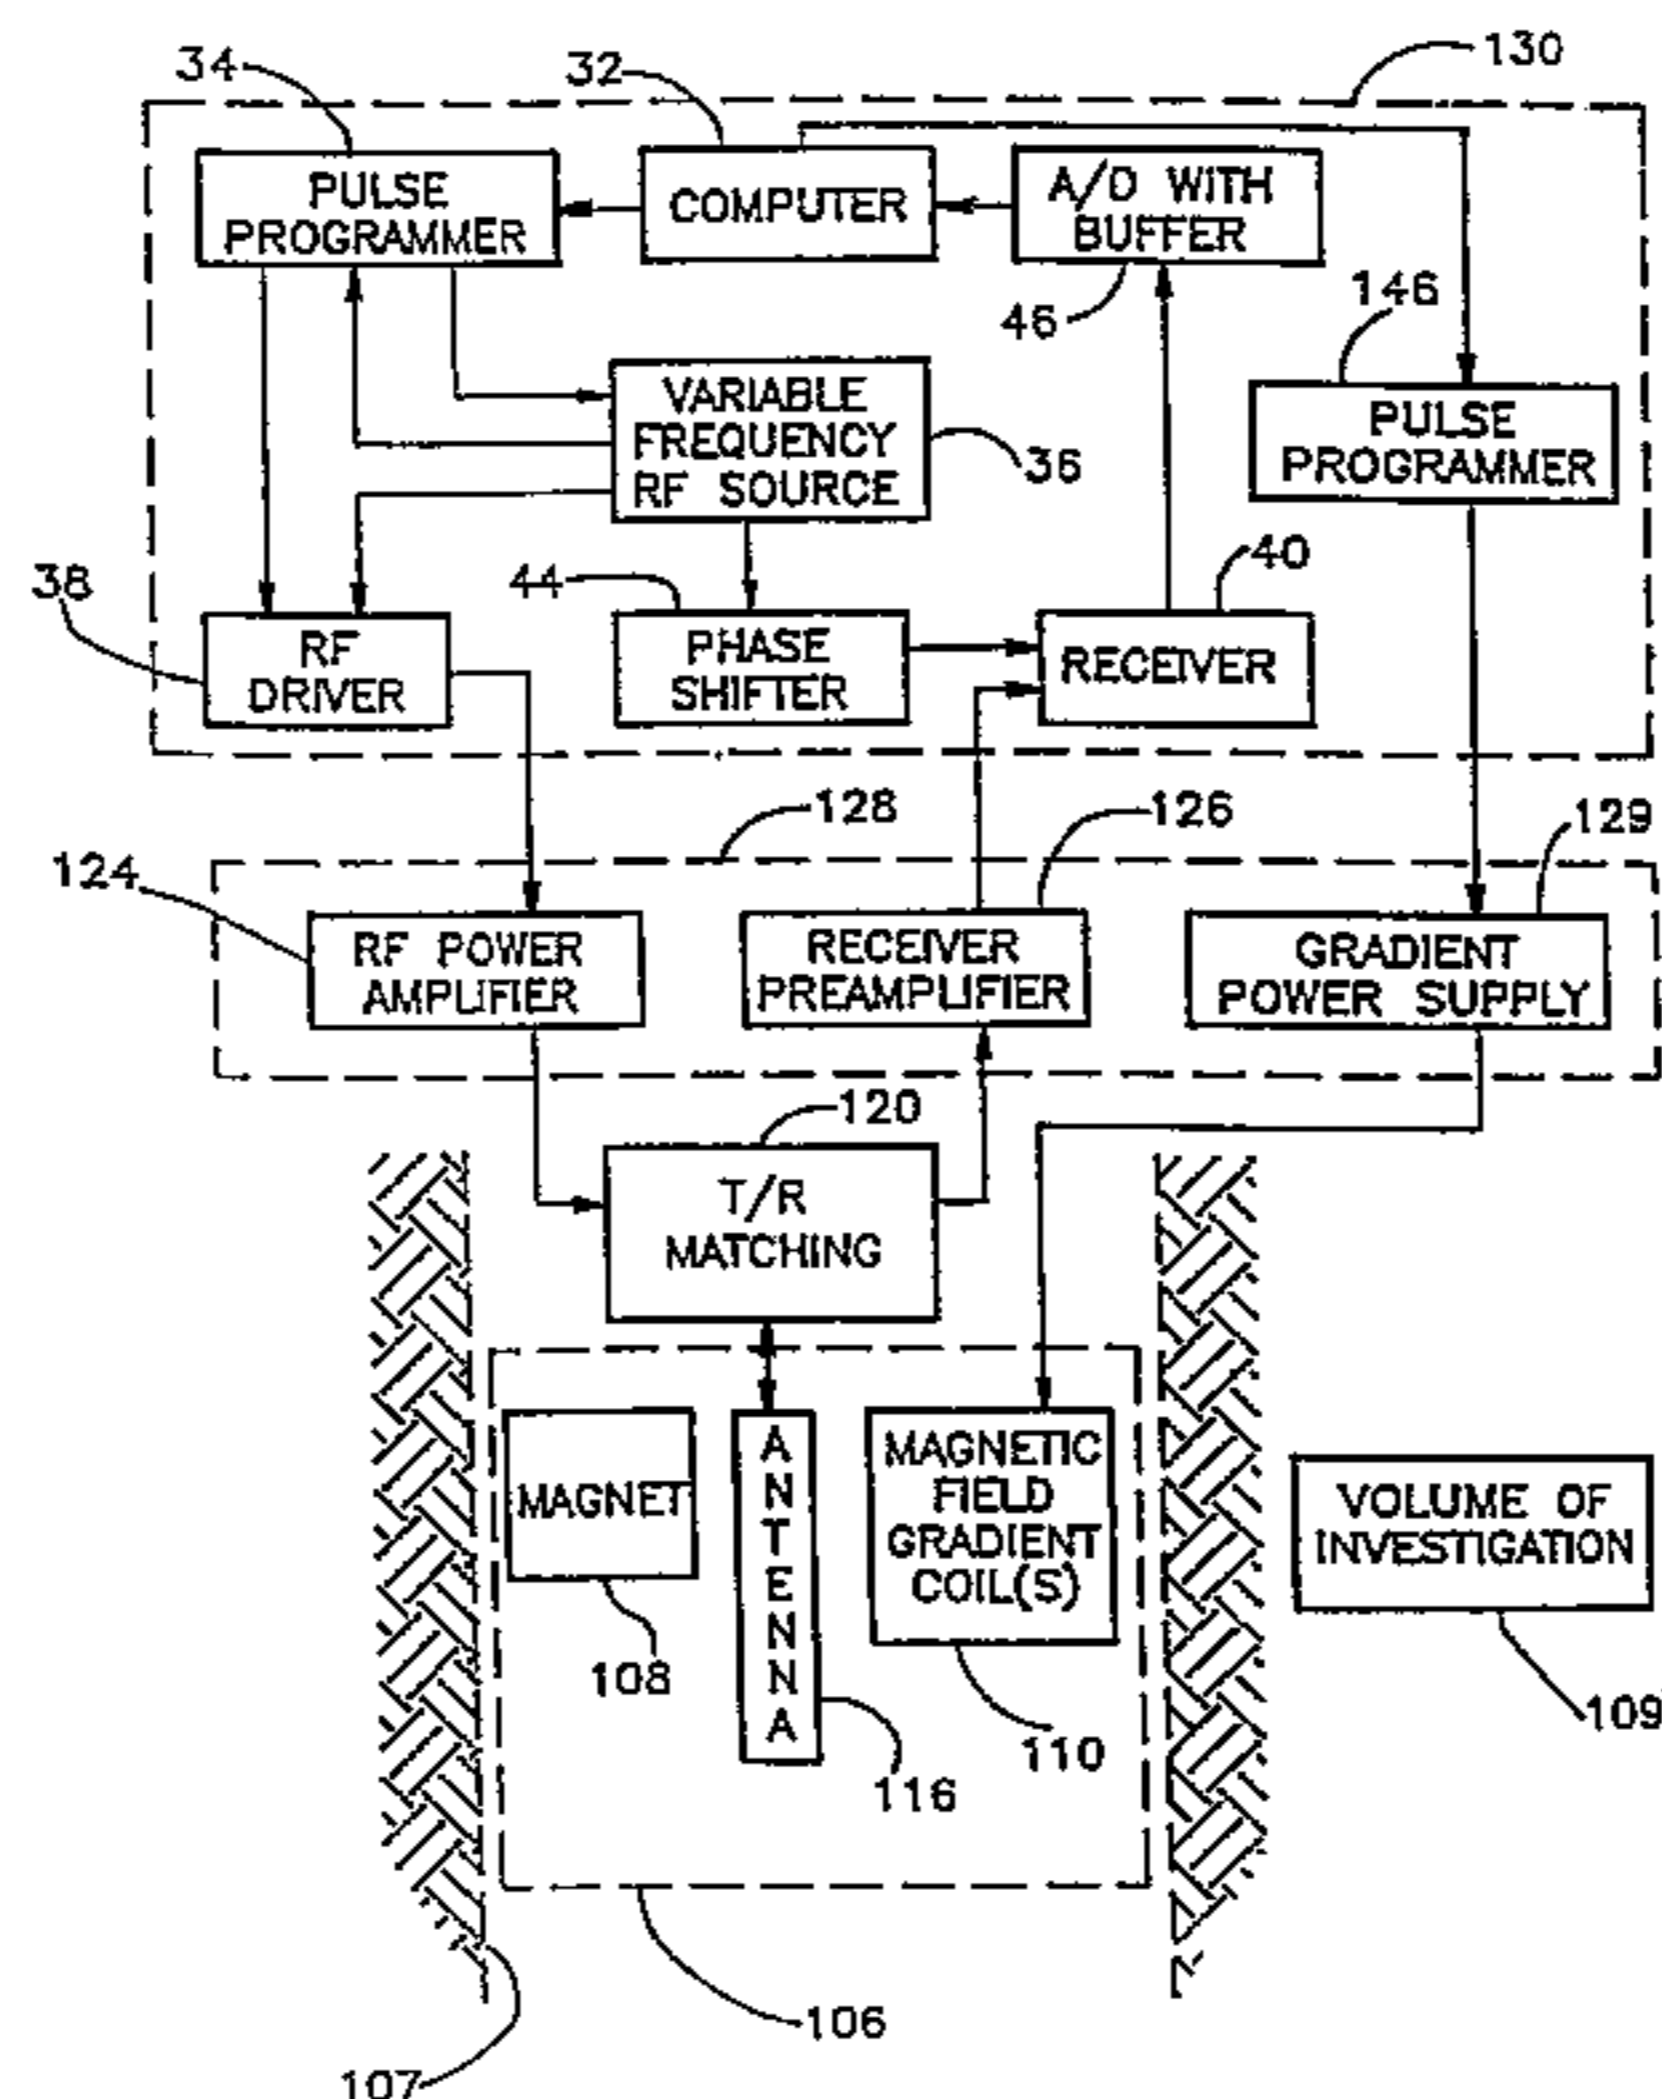 34
32
130
PULSE
PROGRAMMER
COMPUTER
A/D WITH
BUFFER
46
146
VARIABLE
FREQUENCY
RF SOURCE
36
PULSE
PROGRAMMER
38
44
40
RF
DRIVER
PHASE
SHIFTER
RECEIVER
128
126
129
124
RF POWER
AMPLIFIER
RECEIVER
PREAMPLIFIER
GRADIENT
POWER SUPPLY
120
T/R
MATCHING
MAGNET
ANTENNA
MAGNETIC
FIELD
GRADIENT
COIL(S)
VOLUME OF
INVESTIGATION
108
116
110
109
106
107